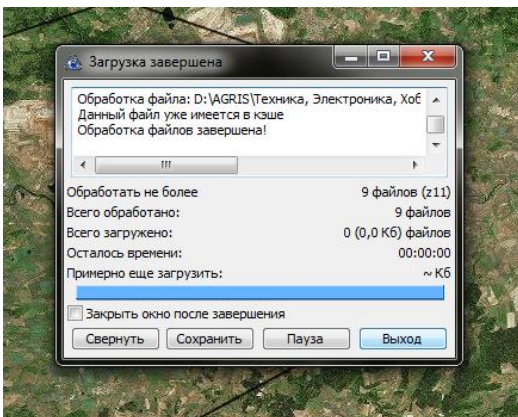 Загрузка завершена
Обработка файла: D:\AGRIS\Техника, Электроника, Хоб
Данный файл уже имеется в кэше
Обработка файлов завершена!
Обработать не более 9 файлов (z11)
Всего обработано: 9 файлов
Всего загружено: 0 (0,0 Кб) файлов
Осталось времени: 00:00:00
Примерно еще загрузить: ~ Кб
Закрыть окно после завершения
Свернуть Сохранить Пауза Выход